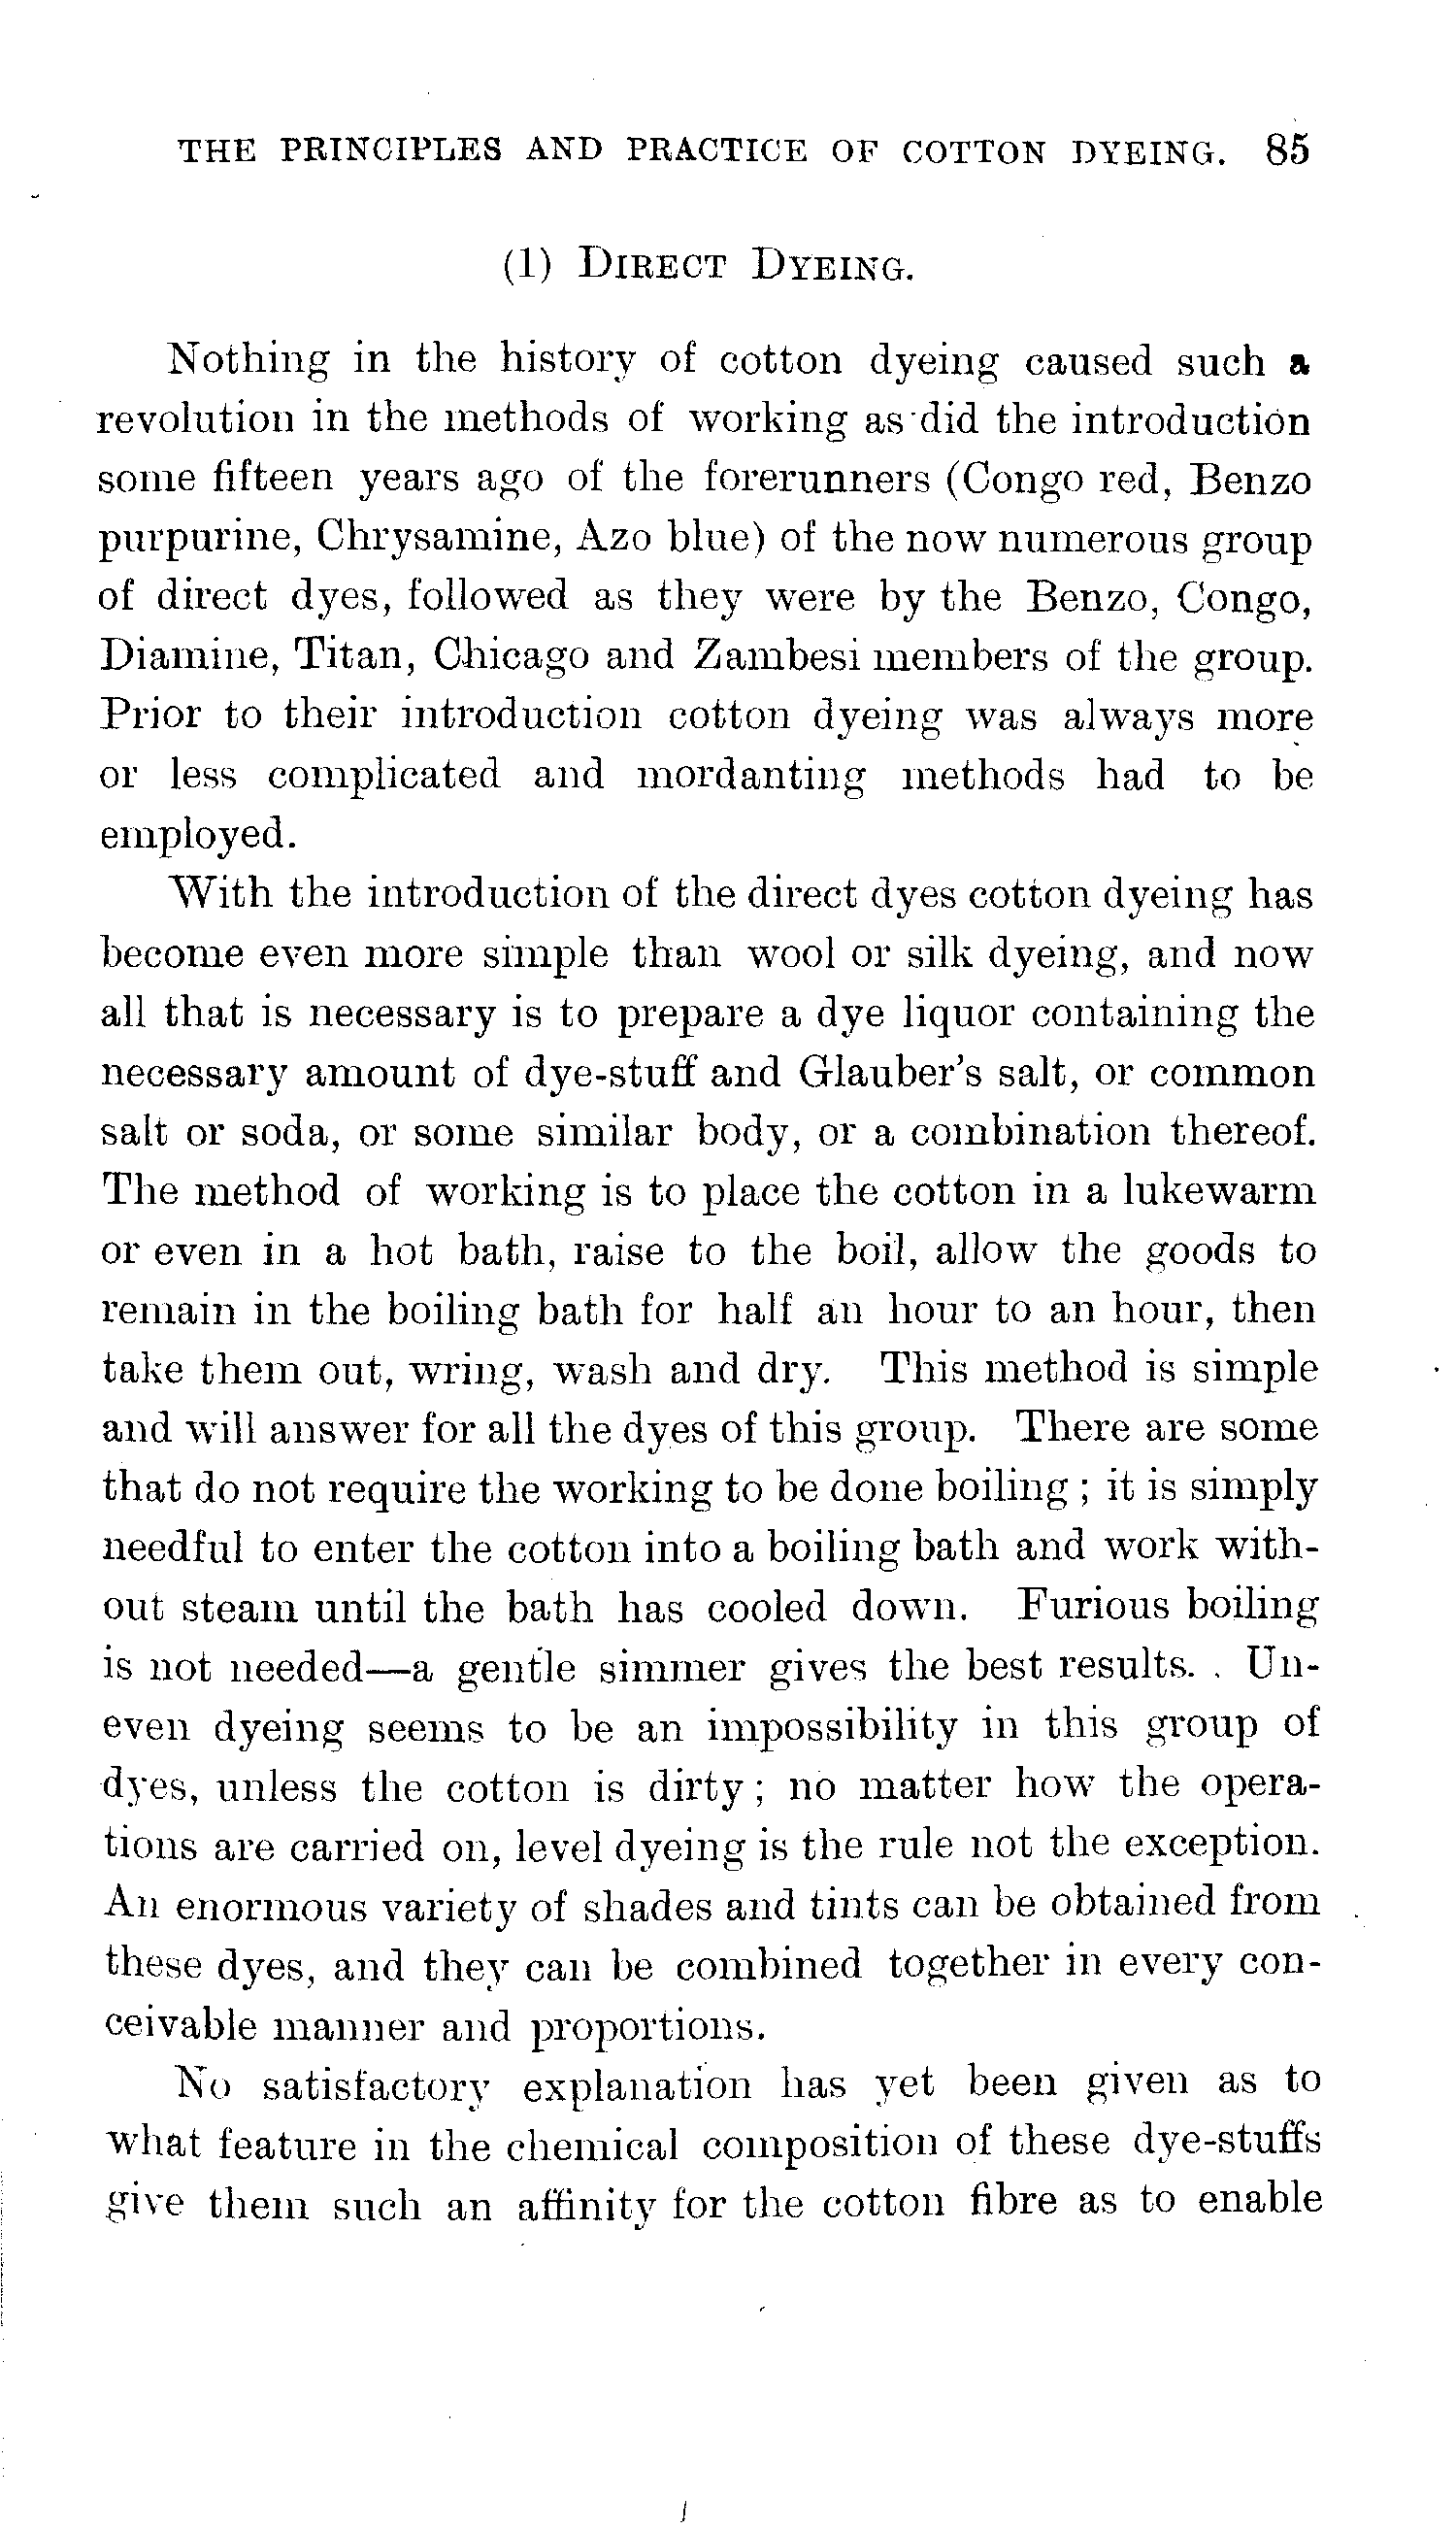 THE PRINCIPLES AND PRACTICE OF COTTON DYEING. 85
(1) DIRECT DYEING.
Nothing in the history of cotton dyeing caused such a
revolution in the methods of working as did the introduction
some fifteen years ago of the forerunners (Congo red, Benzo
purpurine, Chrysamine, Azo blue) of the now numerous group
of direct dyes, followed as they were by the Benzo, Congo,
Diamine, Titan, Chicago and Zambesi members of the group.
Prior to their introduction cotton dyeing was always more
or less complicated and mordanting methods had to be
employed.
With the introduction of the direct dyes cotton dyeing has
become even more simple than wool or silk dyeing, and now
all that is necessary is to prepare a dye liquor containing the
necessary amount of dye-stuff and Glauber's salt, or common
salt or soda, or some similar body, or a combination thereof.
The method of working is to place the cotton in a lukewarm
or even in a hot bath, raise to the boil, allow the goods to
remain in the boiling bath for half an hour to an hour, then
take them out, wring, wash and dry. This method is simple
and will answer for all the dyes of this group. There are some
that do not require the working to be done boiling ; it is simply
needful to enter the cotton into a boiling bath and work with-
out steam until the bath has cooled down. Furious boiling
is not needed—a gentle simmer gives the best results. Un-
even dyeing seems to be an impossibility in this group of
dyes, unless the cotton is dirty ; no matter how the opera-
tions are carried on, level dyeing is the rule not the exception.
An enormous variety of shades and tints can be obtained from
these dyes, and they can be combined together in every con-
ceivable manner and proportions.
No satisfactory explanation has yet been given as to
what feature in the chemical composition of these dye-stuffs
give them such an affinity for the cotton fibre as to enable